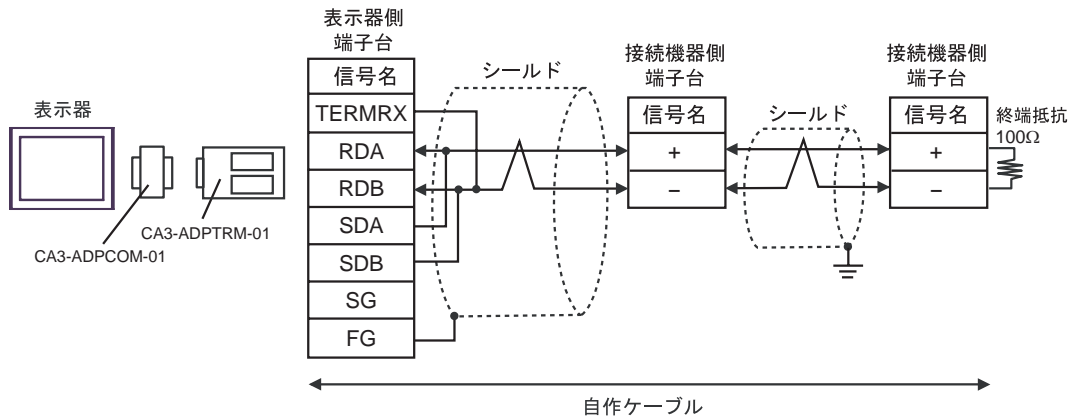 表示器
CA3-ADPCOM-01
CA3-ADPTRM-01
表示器側
端子台
信号名
TERMRX
RDA
RDB
SDA
SDB
SG
FG
シールド
接続機器側
端子台
信号名
+
−
シールド
接続機器側
端子台
信号名
+
−
終端抵抗
100Ω
自作ケーブル